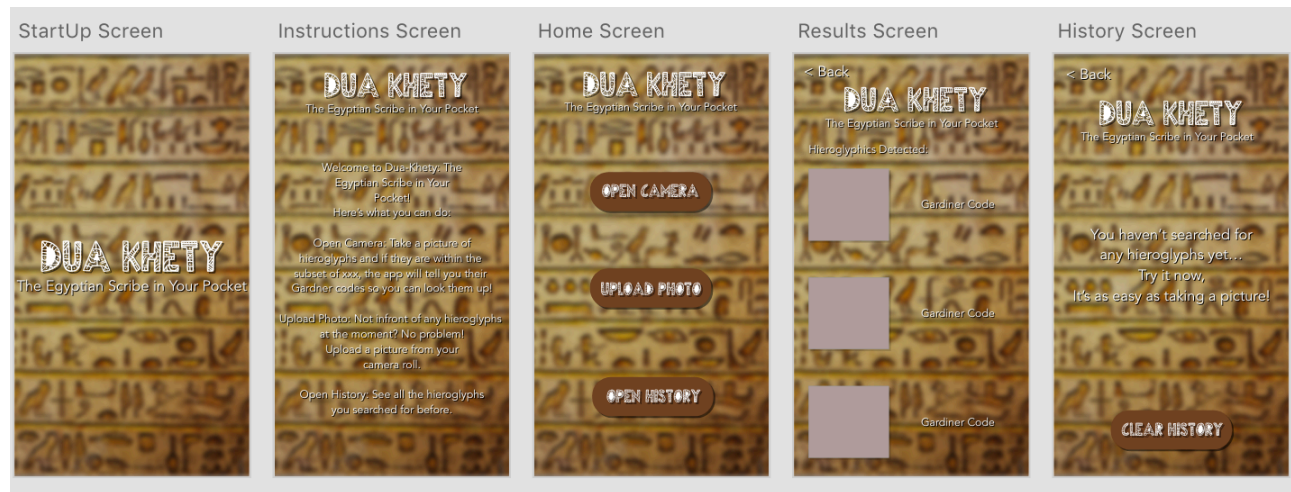 StartUp Screen
DUA KHETY
The Egyptian Scribe in Your Pocket
Instructions Screen
DUA KHETY
The Egyptian Scribe in Your Pocket
Welcome to Dua-Khety: The
Egyptian Scribe in Your
Pocket!
Here's what you can do:
Open Camera: Take a picture of
hieroglyphs and if they are within the
subset of xxx, the app will tell you their
Gardner codes so you can look them up!
Upload Photo: Not infront of any hieroglyphs
at the moment? No problem!
Upload a picture from your
camera roll.
Open History: See all the hieroglyphs
you searched for before.
Home Screen
DUA KHETY
The Egyptian Scribe in Your Pocket
OPEN CAMERA
UPLOAD PHOTO
OPEN HISTORY
Results Screen
< Back
DUA KHETY
The Egyptian Scribe in Your Pocket
Hieroglyphics Detected:
Gardiner Code
Gardiner Code
Gardiner Code
History Screen
< Back
DUA KHETY
The Egyptian Scribe in Your Pocket
You haven't searched for
any hieroglyphs yet...
Try it now,
It's as easy as taking a picture!
CLEAR HISTORY